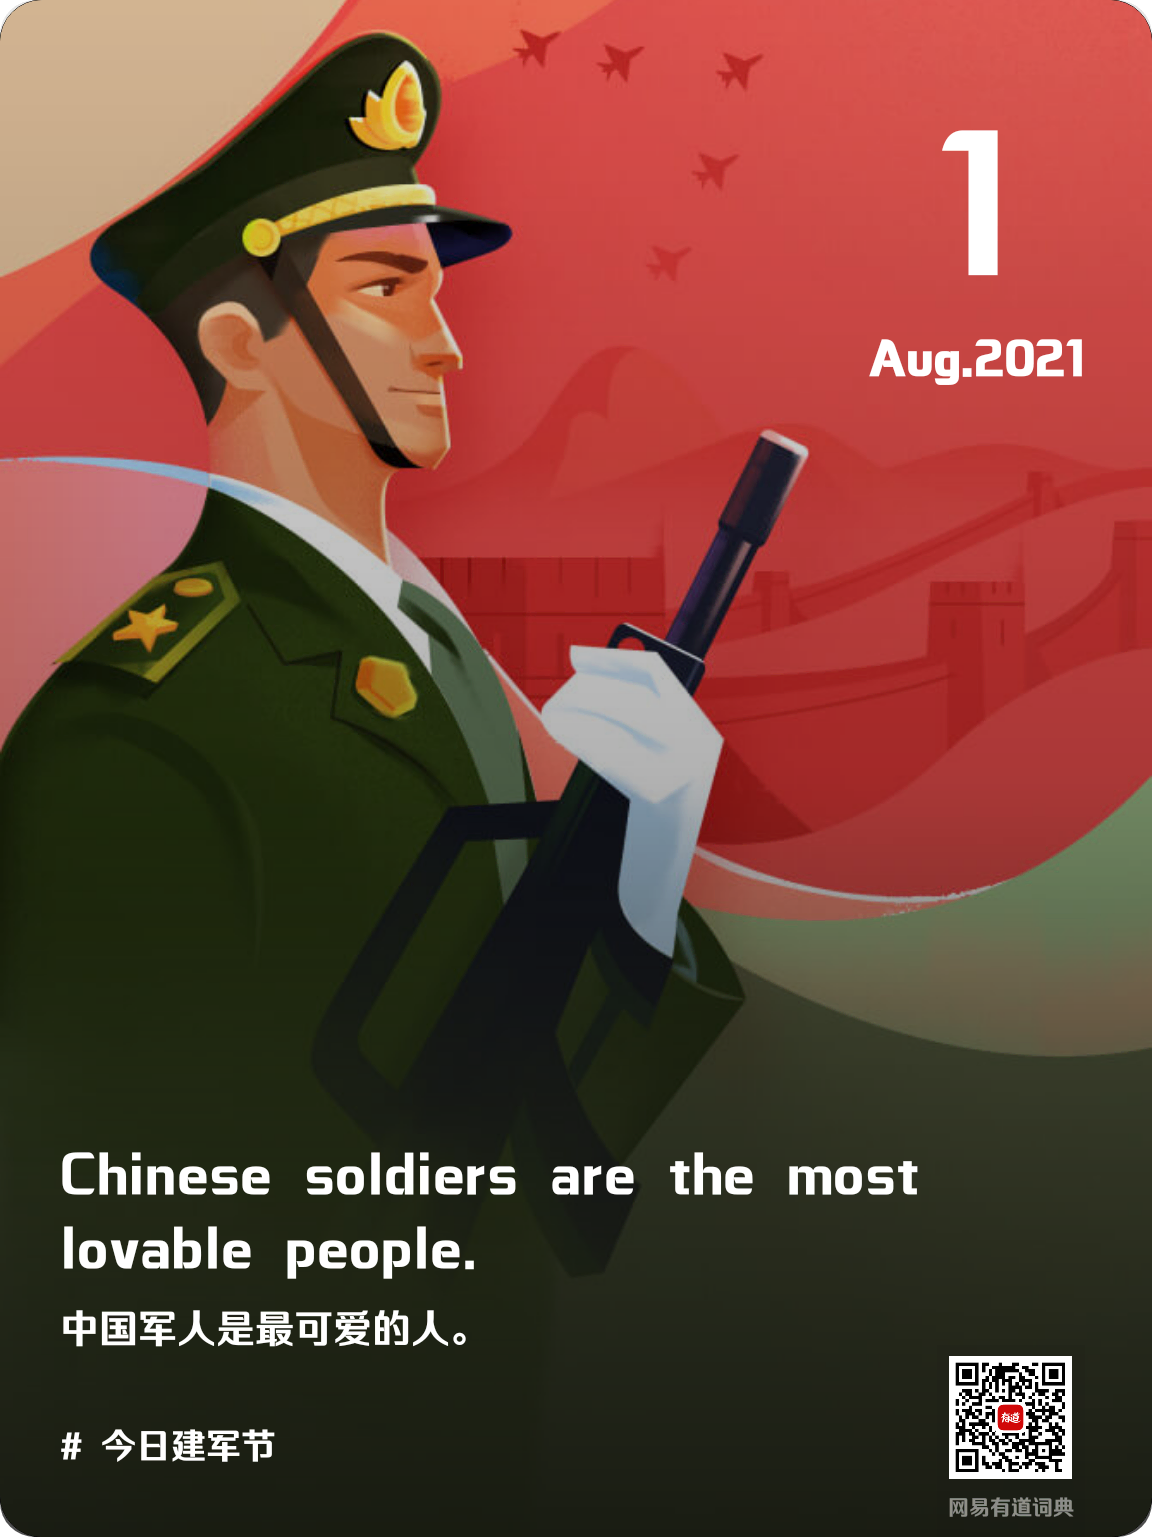 1
Aug.2021
Chinese soldiers are the most
lovable people.
中国军人是最可爱的人。
# 今日建军节
有道
网易有道词典